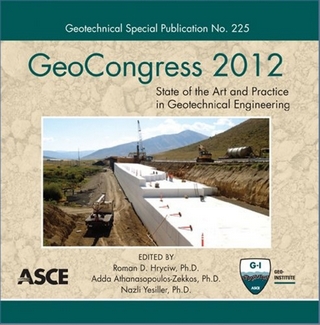 Geotechnical Special Publication No. 225
GeoCongress 2012
State of the Art and Practice
in Geotechnical Engineering
EDITED BY
Roman D. Hryciw, Ph.D.
Adda Athanasopoulos-Zekkos, Ph.D.
Nazli Yesiller, Ph.D.
ASCE
G-I
ASCE
GEO-
INSTITUTE